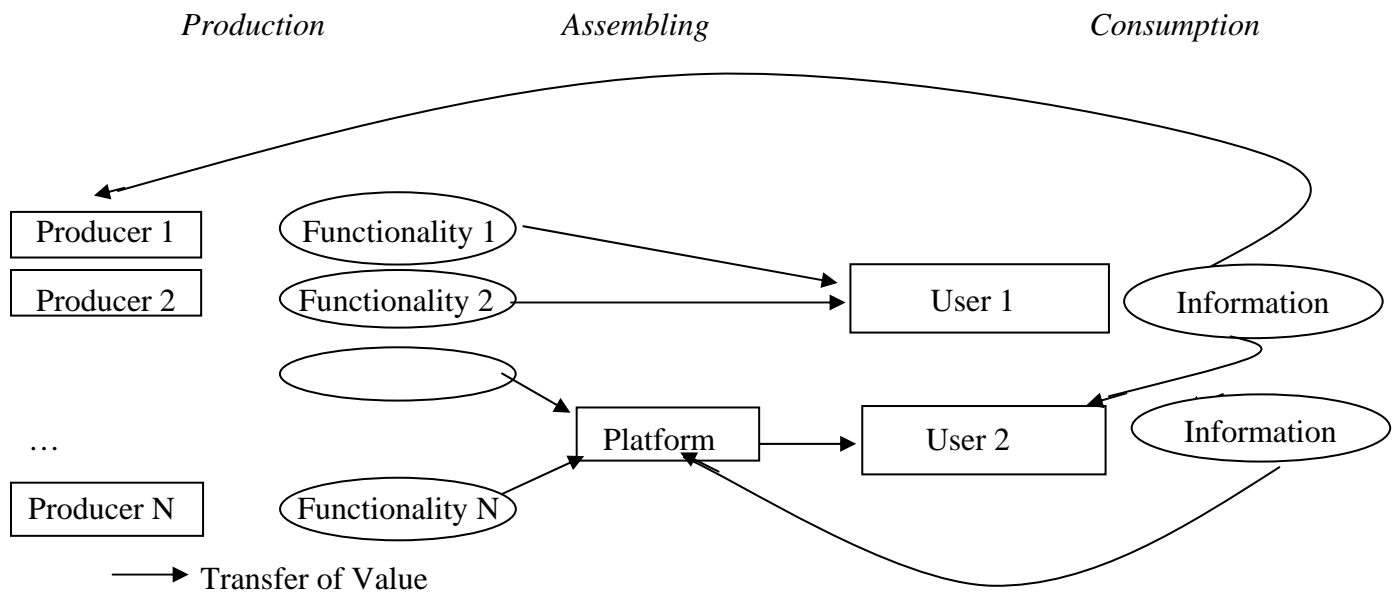 Production Assembling Consumption
Producer 1 Functionality 1
Producer 2 Functionality 2 User 1 Information
… Platform User 2 Information
Producer N Functionality N
Transfer of Value